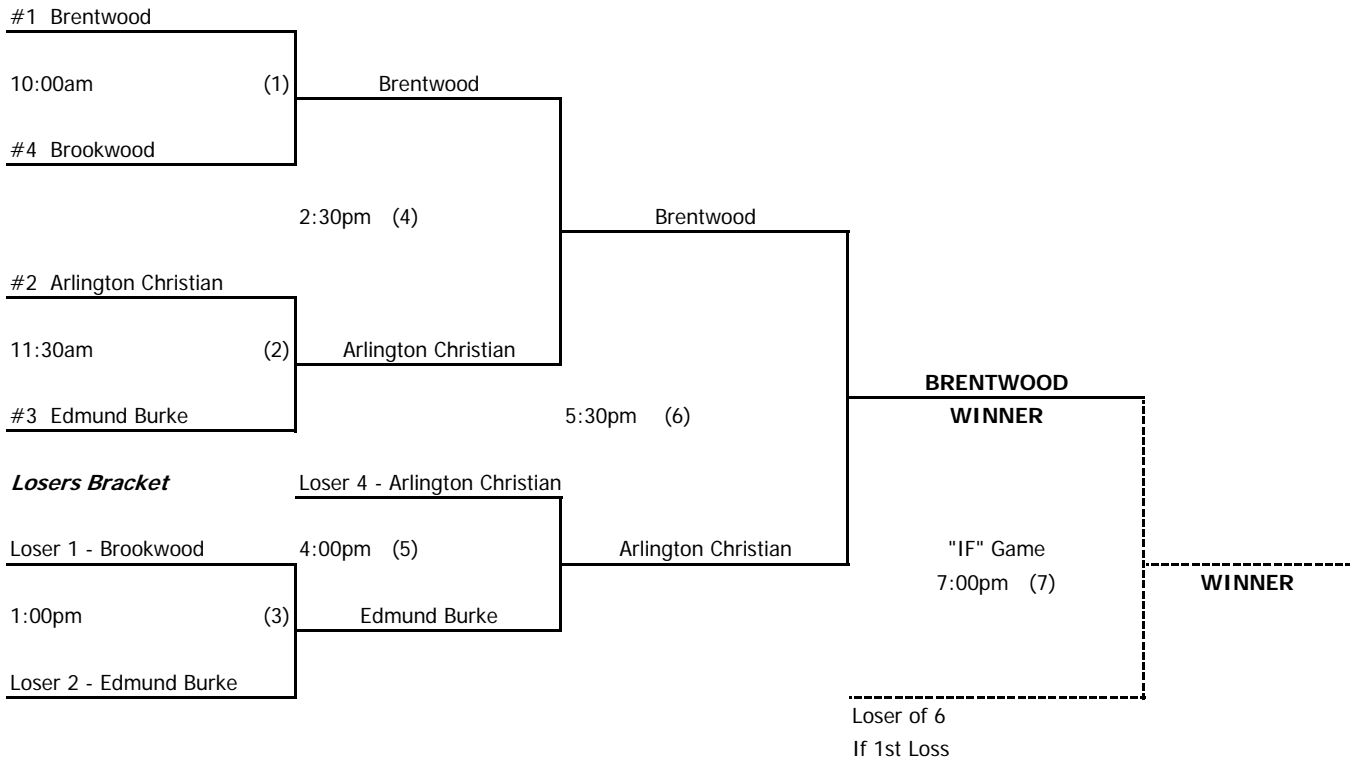 #1 Brentwood
10:00am (1) Brentwood
#4 Brookwood
2:30pm (4) Brentwood
#2 Arlington Christian
11:30am (2) Arlington Christian
BRENTWOOD
#3 Edmund Burke 5:30pm (6) WINNER
Losers Bracket Loser 4 - Arlington Christian
Loser 1 - Brookwood 4:00pm (5) Arlington Christian "IF" Game
7:00pm (7) WINNER
1:00pm (3) Edmund Burke
Loser 2 - Edmund Burke
Loser of 6
If 1st Loss